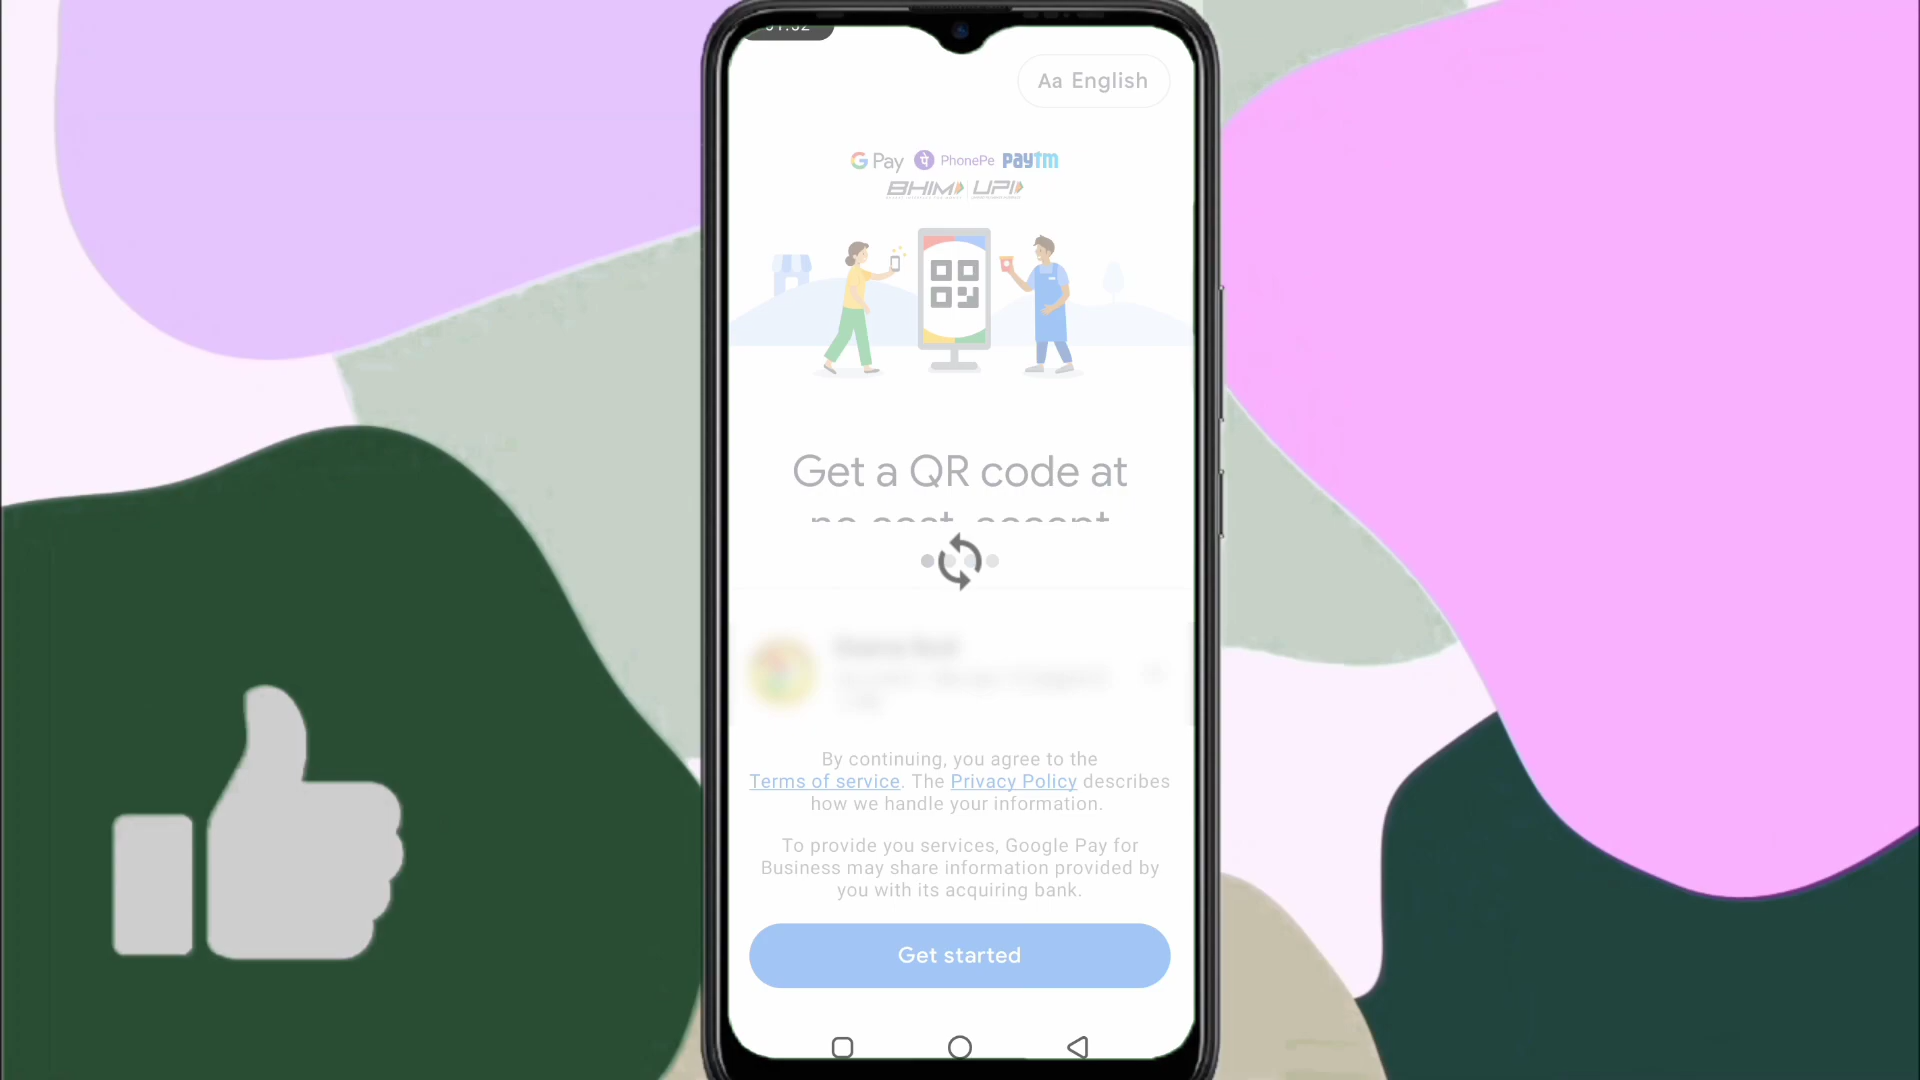 Aa English
G Pay पे PhonePe paytm
BHIM UPI
Get a QR code at
no cost, accept
By continuing, you agree to the
Terms of service. The Privacy Policy describes
how we handle your information.
To provide you services, Google Pay for
Business may share information provided by
you with its acquiring bank.
Get started